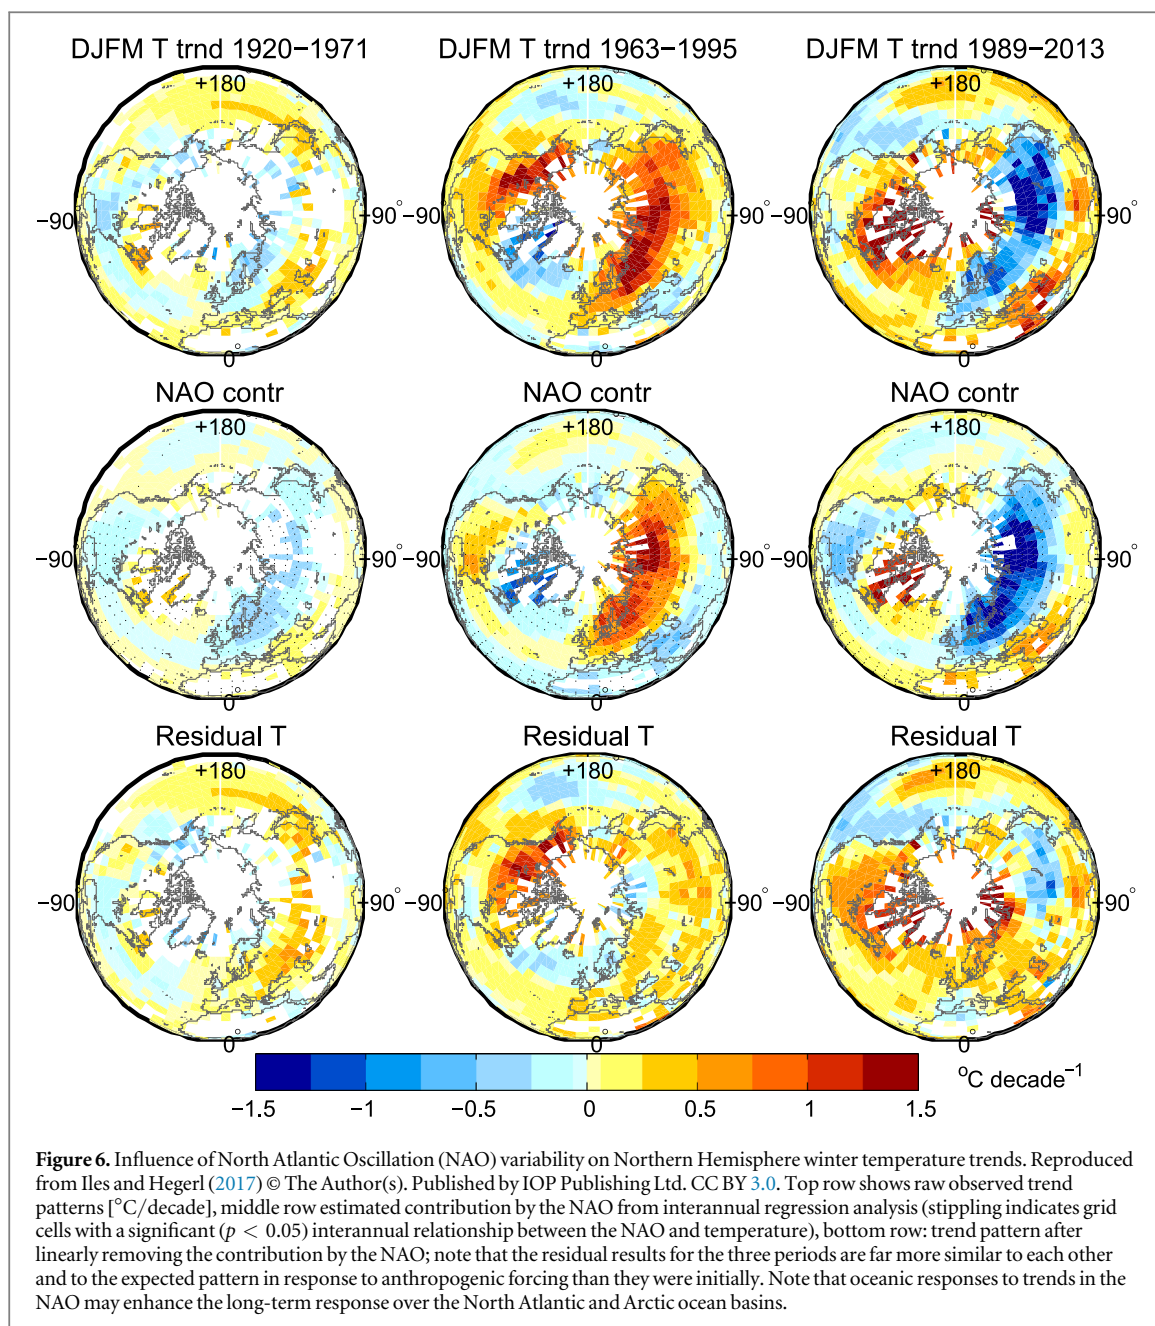 DJFM T trnd 1920−1971
DJFM T trnd 1963−1995
DJFM T trnd 1989−2013
+180
+180
+180
−90
+90°
−90
+90°
−90
+90°
0°
0°
0°
NAO contr
NAO contr
NAO contr
+180
+180
+180
−90
+90°
−90
+90°
−90
+90°
0°
0°
0°
Residual T
Residual T
Residual T
+180
+180
+180
−90
+90°
−90
+90°
−90
+90°
0°
0°
0°
°C decade⁻¹
−1.5 −1 −0.5 0 0.5 1 1.5
Figure 6. Influence of North Atlantic Oscillation (NAO) variability on Northern Hemisphere winter temperature trends. Reproduced
from Iles and Hegerl (2017) © The Author(s). Published by IOP Publishing Ltd. CC BY 3.0. Top row shows raw observed trend
patterns [°C/decade], middle row estimated contribution by the NAO from interannual regression analysis (stippling indicates grid
cells with a significant (p < 0.05) interannual relationship between the NAO and temperature), bottom row: trend pattern after
linearly removing the contribution by the NAO; note that the residual results for the three periods are far more similar to each other
and to the expected pattern in response to anthropogenic forcing than they were initially. Note that oceanic responses to trends in the
NAO may enhance the long-term response over the North Atlantic and Arctic ocean basins.